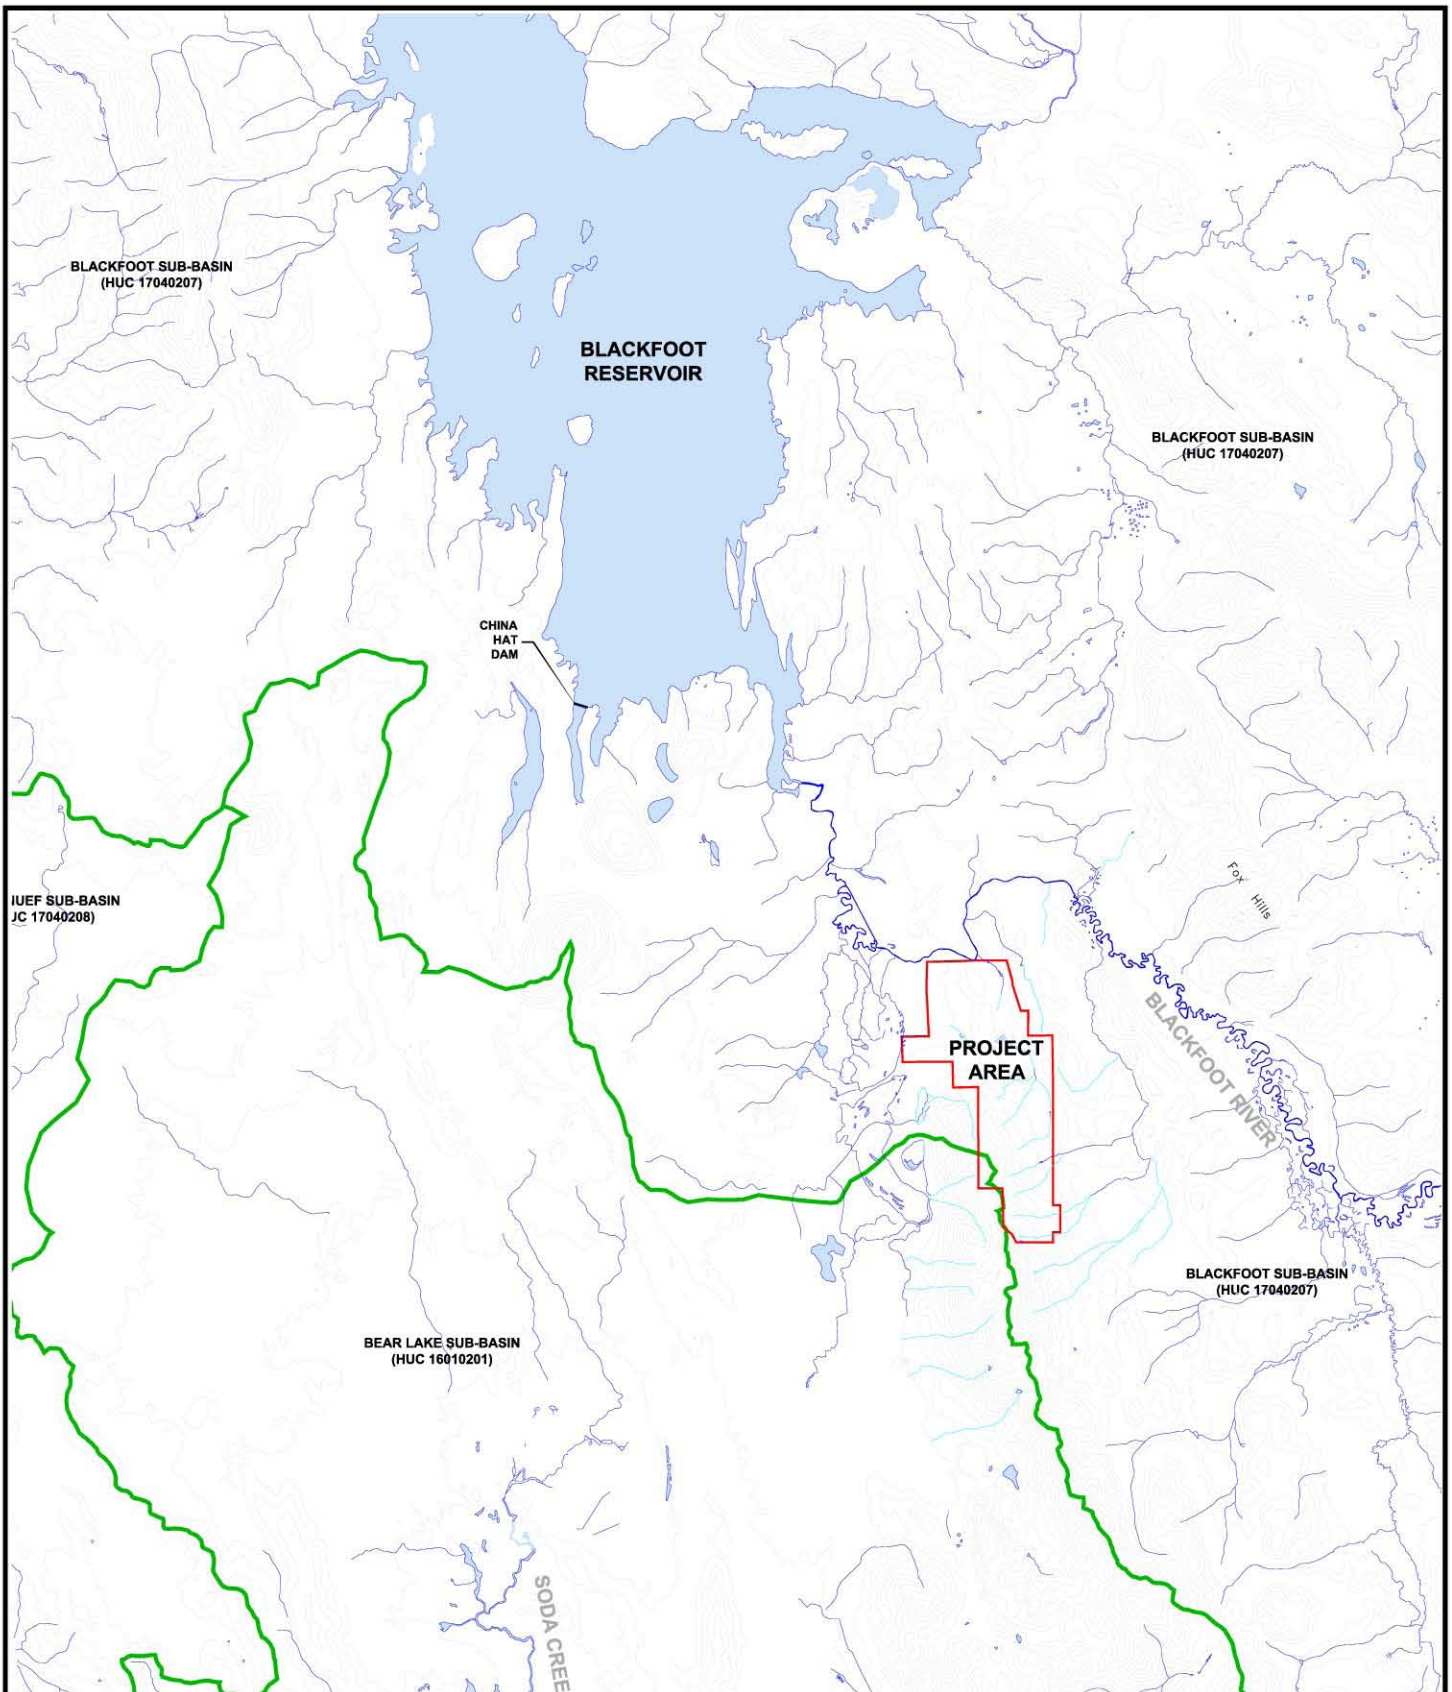 BLACKFOOT SUB-BASIN
(HUC 17040207)
BLACKFOOT
RESERVOIR
BLACKFOOT SUB-BASIN
(HUC 17040207)
CHINA
HAT
DAM
IUEF SUB-BASIN
JC 17040208)
Fox Hills
BLACKFOOT RIVER
PROJECT
AREA
BLACKFOOT SUB-BASIN
(HUC 17040207)
BEAR LAKE SUB-BASIN
(HUC 16010201)
SODA CREE